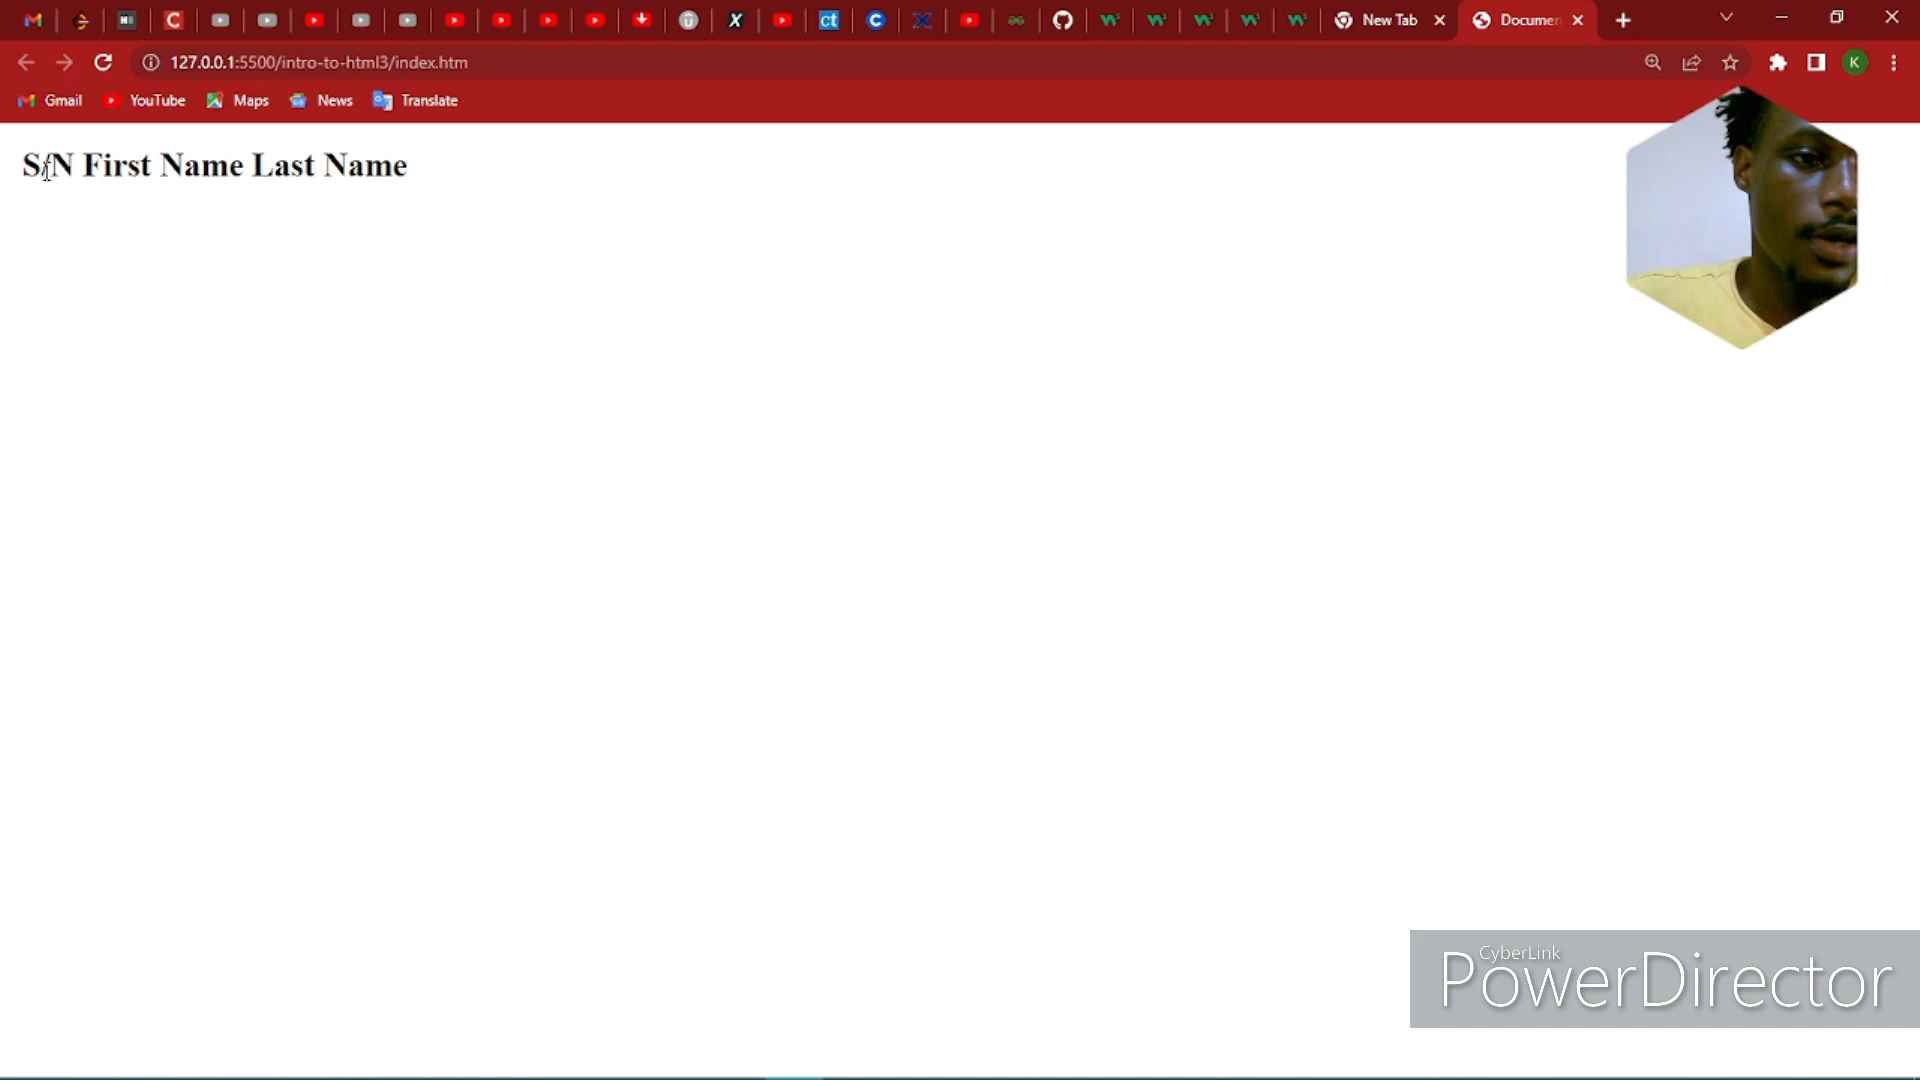 New Tab
Documen
127.0.0.1:5500/intro-to-html3/index.htm
K
Gmail
YouTube
Maps
News
Translate
S/N First Name Last Name
CyberLink
PowerDirector